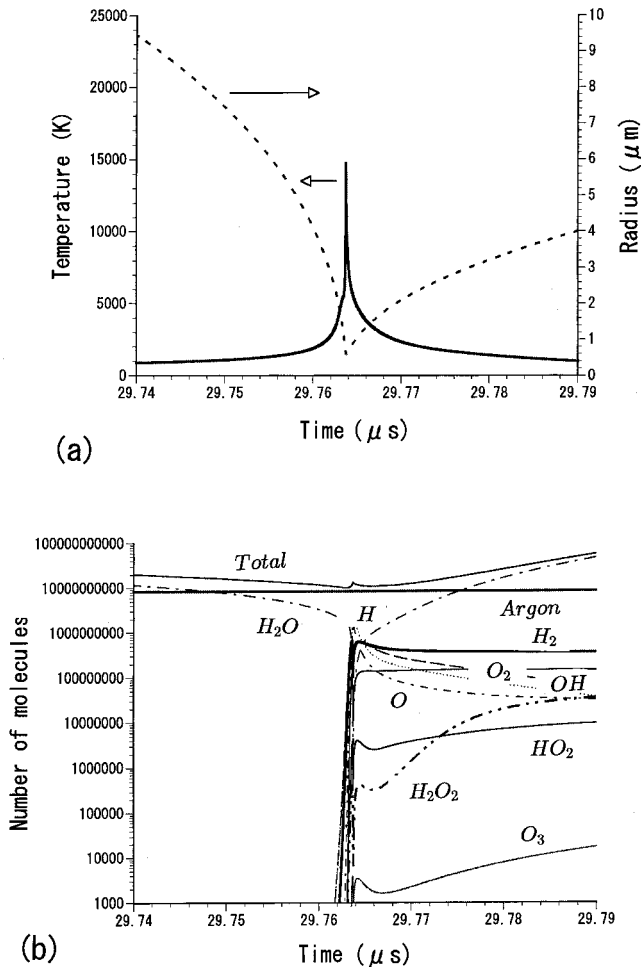 25000
20000
15000
10000
5000
0
Temperature (K)
10
9
8
7
6
5
4
3
2
1
0
Radius (μm)
29.74 29.75 29.76 29.77 29.78 29.79
Time (μs)
(a)
100000000000
10000000000
1000000000
100000000
10000000
1000000
100000
10000
1000
Number of molecules
Total
H₂O
H
Argon
H₂
O₂
OH
O
HO₂
H₂O₂
O₃
29.74 29.75 29.76 29.77 29.78 29.79
Time (μs)
(b)